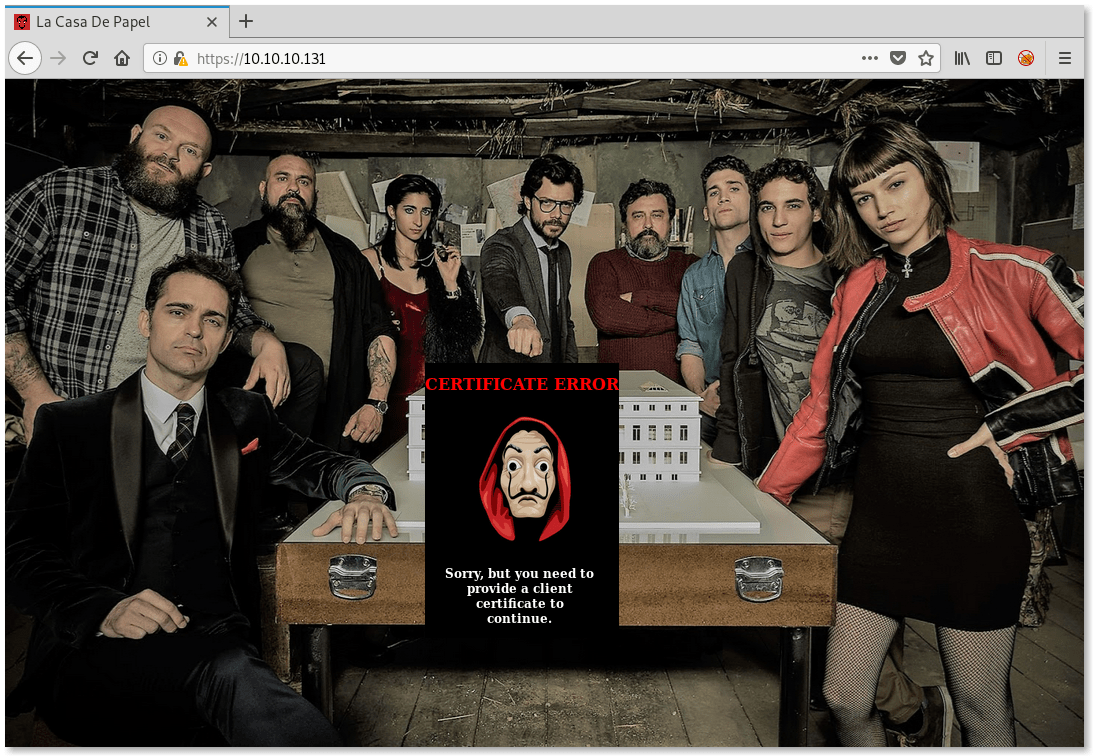 La Casa De Papel
https://10.10.10.131
CERTIFICATE ERROR
Sorry, but you need to
provide a client
certificate to
continue.